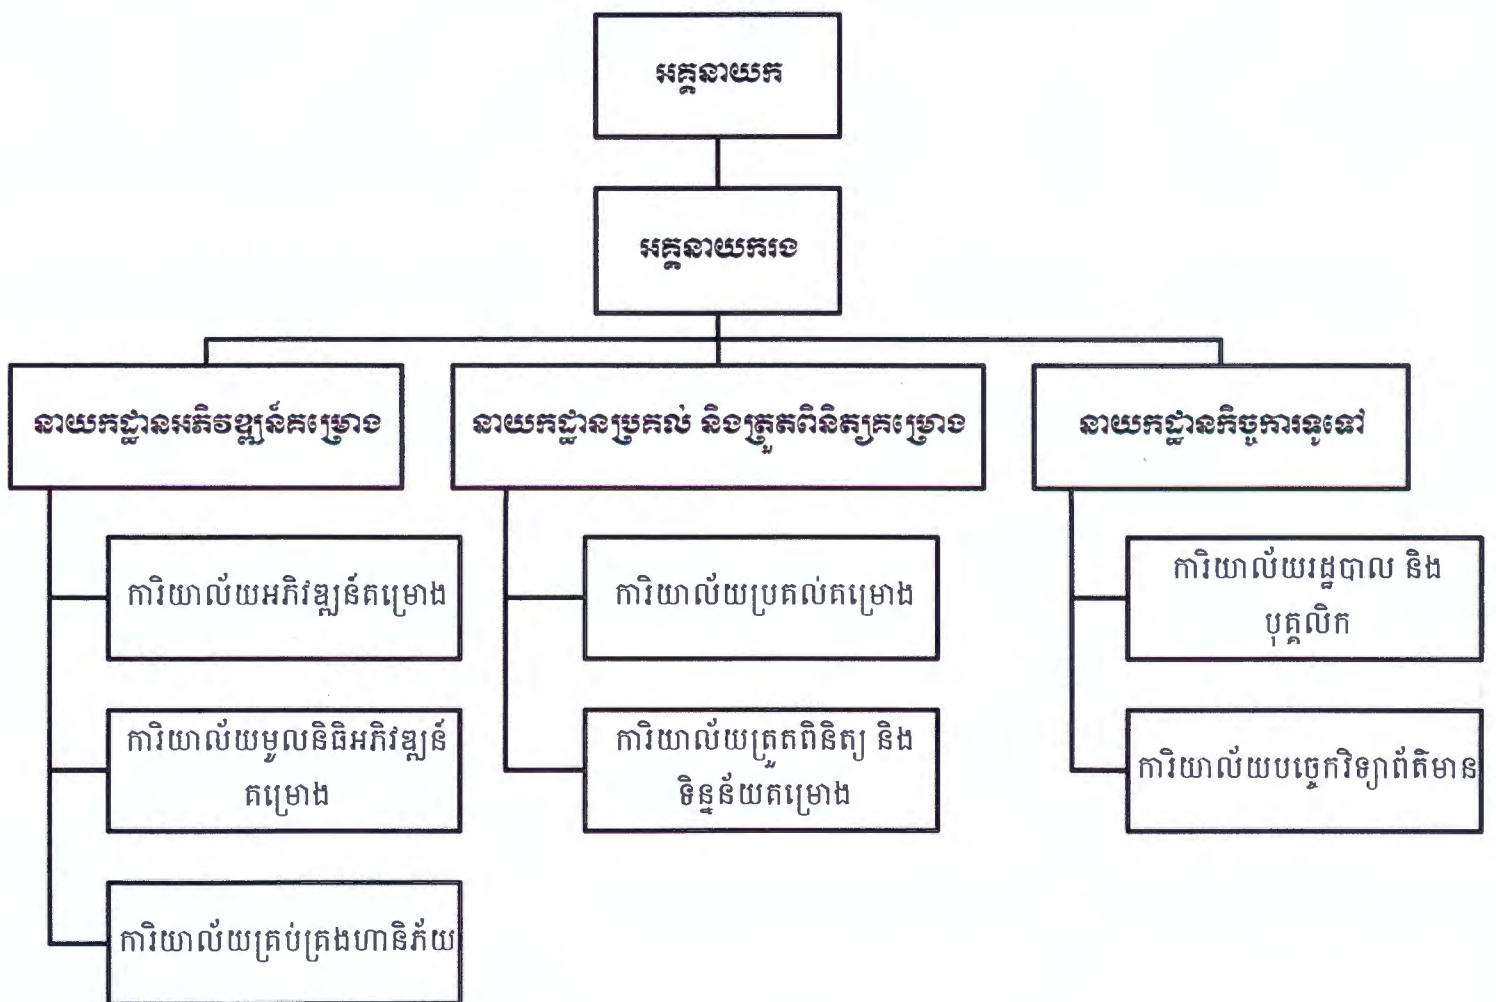 អគ្គនាយក
អគ្គនាយករង
នាយកដ្ឋានអភិវឌ្ឍន៍គម្រោង
នាយកដ្ឋានប្រគល់ និងត្រួតពិនិត្យគម្រោង
នាយកដ្ឋានកិច្ចការទូទៅ
ការិយាល័យអភិវឌ្ឍន៍គម្រោង
ការិយាល័យមូលនិធិអភិវឌ្ឍន៍
គម្រោង
ការិយាល័យគ្រប់គ្រងហានិភ័យ
ការិយាល័យប្រគល់គម្រោង
ការិយាល័យត្រួតពិនិត្យ និង
ទិន្នន័យគម្រោង
ការិយាល័យរដ្ឋបាល និង
បុគ្គលិក
ការិយាល័យបច្ចេកវិទ្យាព័ត៌មាន